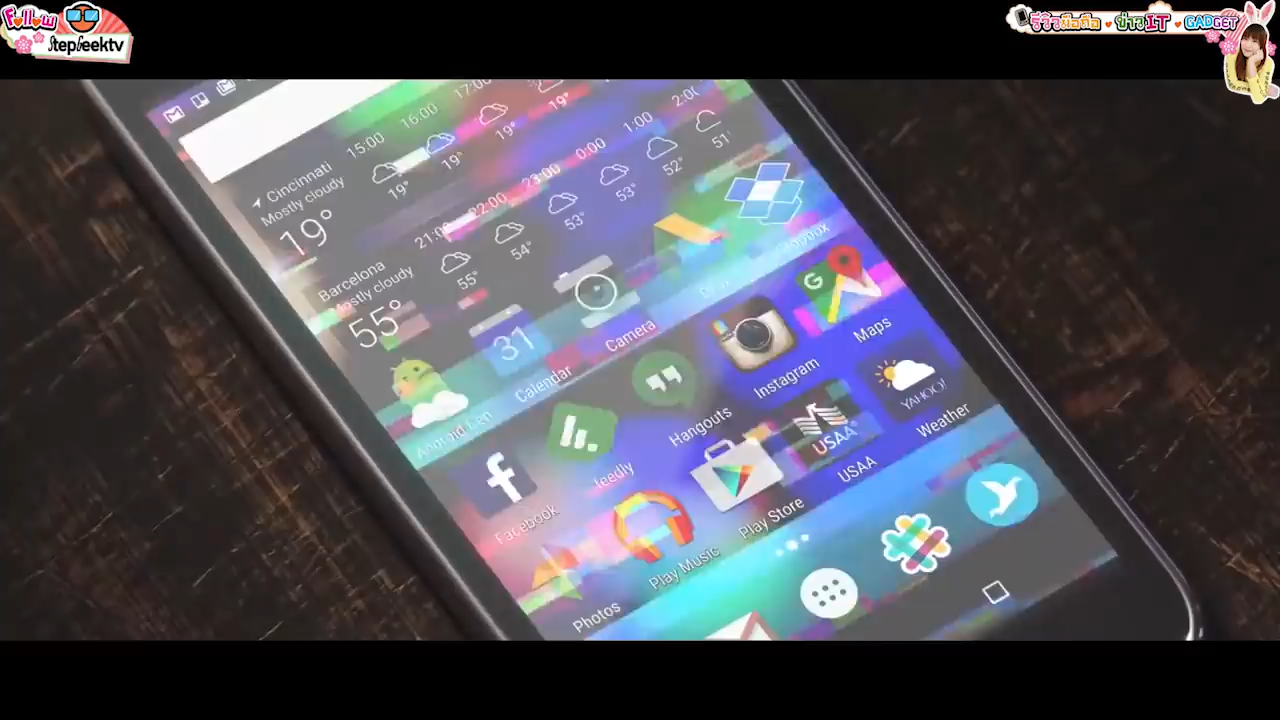 Follow
StepGeektv
รีวิวมือถือ • ข่าว IT • GADGET
15:00
16:00
17:00
Cincinnati
Mostly cloudy
19°
19°
19°
19°
19°
21:00
22:00
23:00
0:00
1:00
2:00
Barcelona
Mostly cloudy
55°
55°
54°
53°
53°
52°
51°
31
Calendar
Camera
Dropbox
Facebook
feedly
Hangouts
Instagram
G
Maps
Photos
Play Music
Play Store
USAA
USAA
YAHOO!
Weather